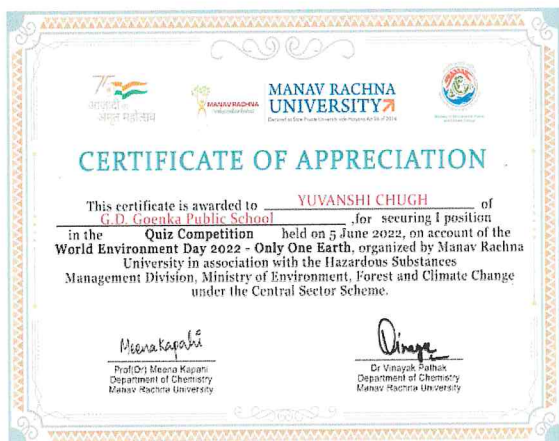 75
आज़ादी का
अमृत महोत्सव
MANAV RACHNA
MANAV RACHNA
UNIVERSITY
CERTIFICATE OF APPRECIATION
This certificate is awarded to YUVANSHI CHUGH of
G.D. Goenka Public School ,for securing I position
in the Quiz Competition held on 5 June 2022, on account of the
World Environment Day 2022 - Only One Earth, organized by Manav Rachna
University in association with the Hazardous Substances
Management Division, Ministry of Environment, Forest and Climate Change
under the Central Sector Scheme.
Meena Kapahi
Vinaya
Prof(Dr) Meena Kapahi
Department of Chemistry
Manav Rachna University
Dr Vinayak Pathak
Department of Chemistry
Manav Rachna University